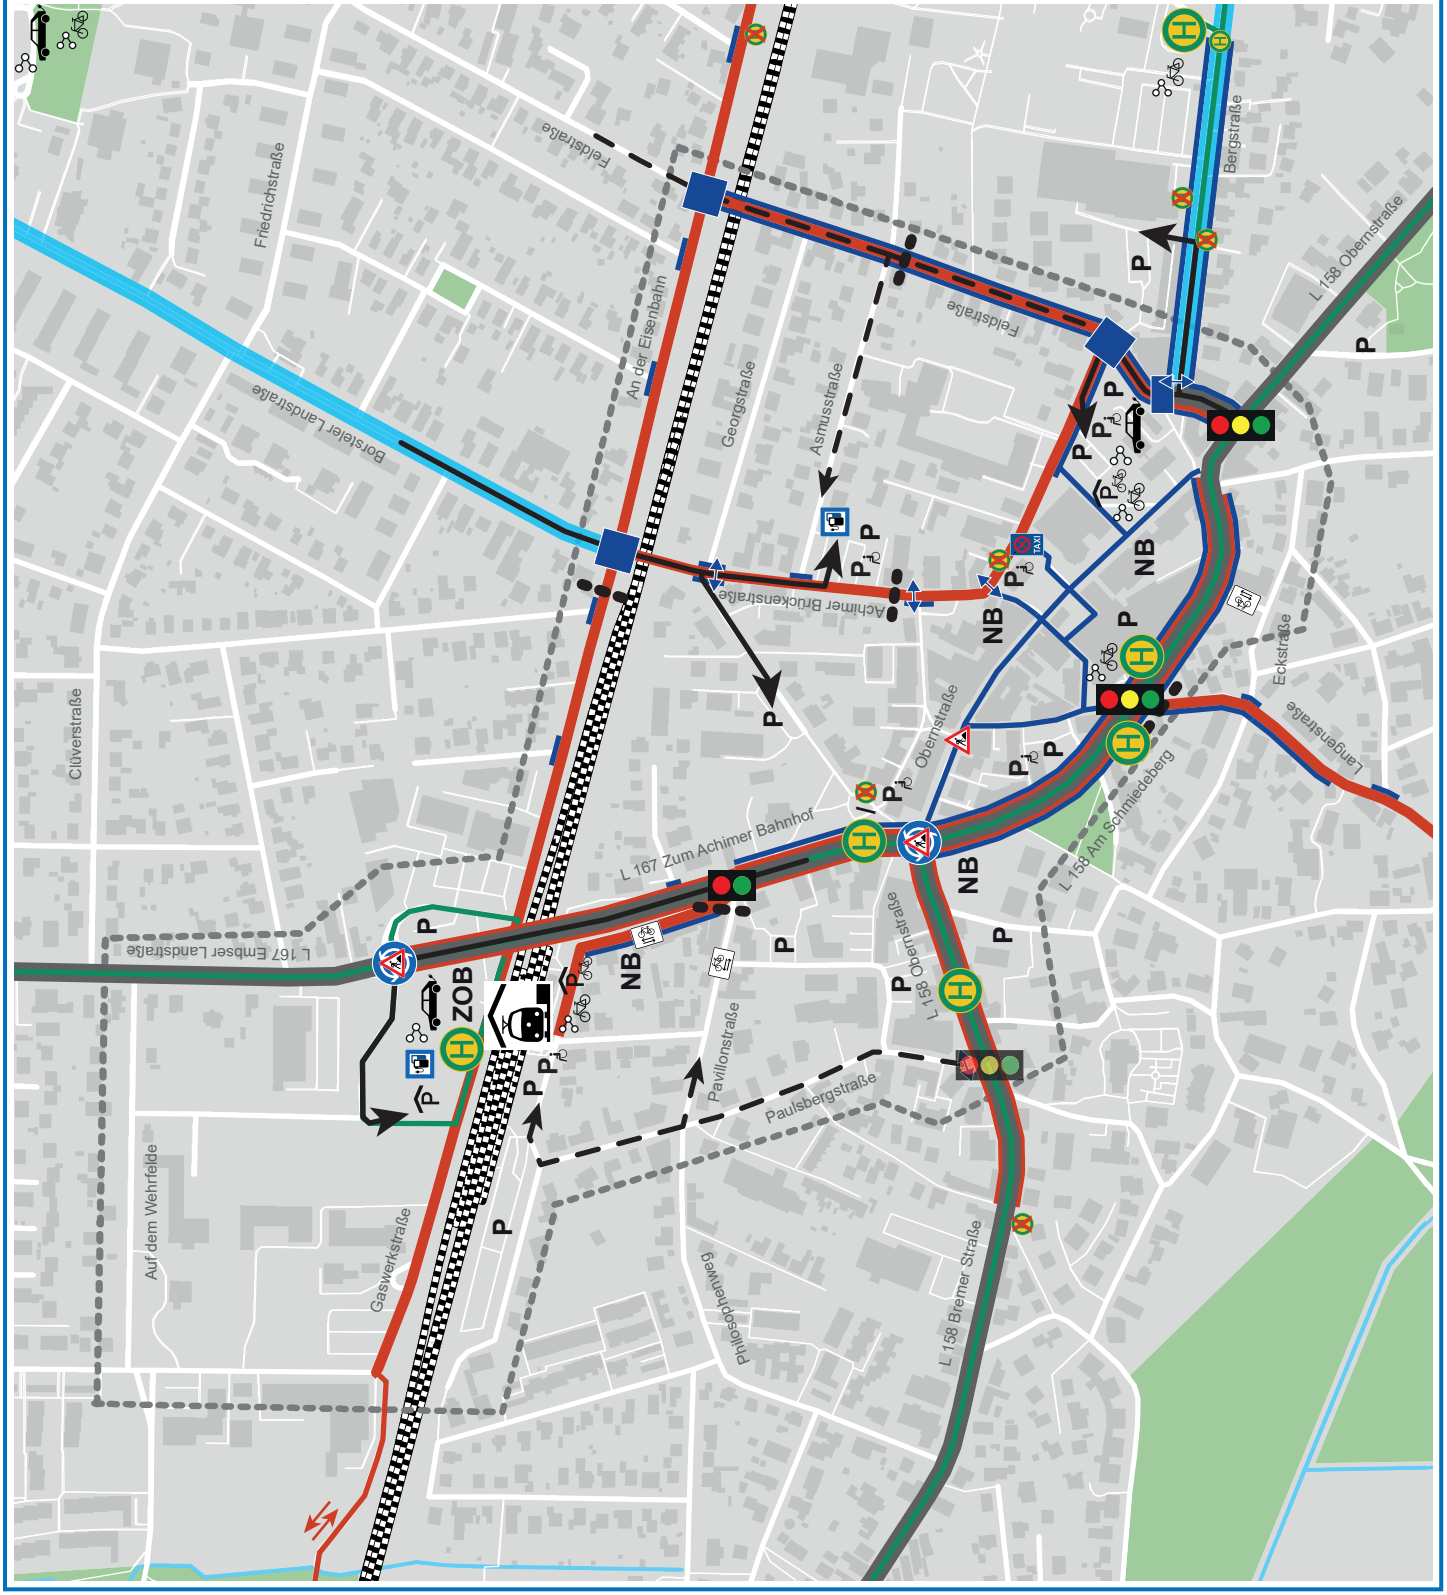 Feldstraße
H
H
Friedrichstraße
Bergstraße
P
An der Eisenbahn
L 158 Obernstraße
Feldstraße
P
Borsteler Landstraße
Georgstraße
Asmusstraße
P
P
P
P
P
NB
TAXI
P
P
Achimer Brückenstraße
P
NB
P
H
Eckstraße
Clüverstraße
P
Obernstraße
H
P
P
Langenstraße
P
L 158 Am Schmiedeberg
L 167 Zum Achimer Bahnhof
H
NB
L 167 Embser Landstraße
P
P
P
P
NB
ZOB
P
L 158 Obernstraße
H
H
P
P
P
Pavillonstraße
Paulsbergstraße
Auf dem Wehrfelde
Gaswerkstraße
P
Philosophenweg
L 158 Bremer Straße